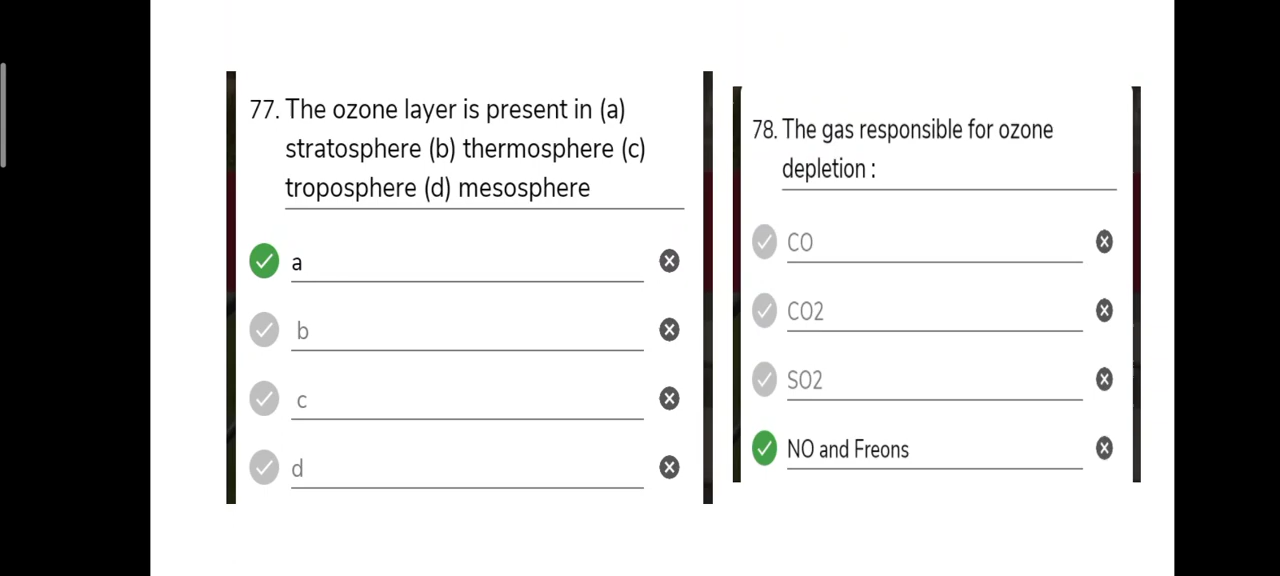 77. The ozone layer is present in (a)
stratosphere (b) thermosphere (c)
troposphere (d) mesosphere
a
b
c
d
78. The gas responsible for ozone
depletion :
CO
CO2
SO2
NO and Freons